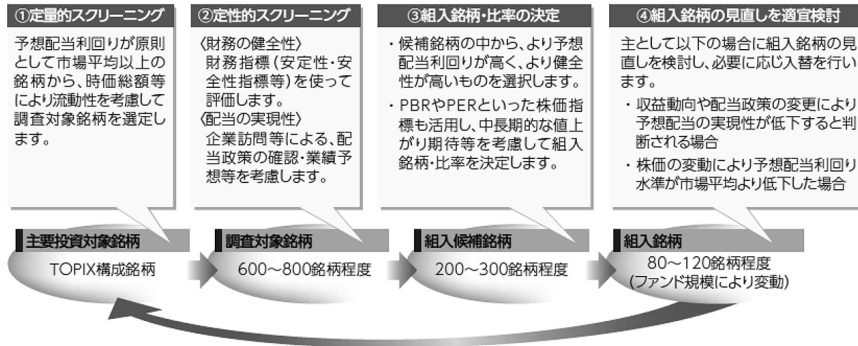 ①定量的スクリーニング
予想配当利回りが原則
として市場平均以上の
銘柄から、時価総額等
により流動性を考慮して
調査対象銘柄を選定し
ます。
②定性的スクリーニング
〈財務の健全性〉
財務指標(安定性・安
全性指標等)を使って
評価します。
〈配当の実現性〉
企業訪問等による、配
当政策の確認・業績予
想等を考慮します。
③組入銘柄・比率の決定
・候補銘柄の中から、より予想
配当利回りが高く、より健全
性が高いものを選択します。
・PBRやPERといった株価指
標も活用し、中長期的な値上
がり期待等を考慮して組入
銘柄・比率を決定します。
④組入銘柄の見直しを適宜検討
主として以下の場合に組入銘柄の見
直しを検討し、必要に応じ入替を行い
ます。
・収益動向や配当政策の変更により
予想配当の実現性が低下すると判
断される場合
・株価の変動により予想配当利回り
水準が市場平均より低下した場合
主要投資対象銘柄
TOPIX構成銘柄
調査対象銘柄
600〜800銘柄程度
組入候補銘柄
200〜300銘柄程度
組入銘柄
80〜120銘柄程度
(ファンド規模により変動)